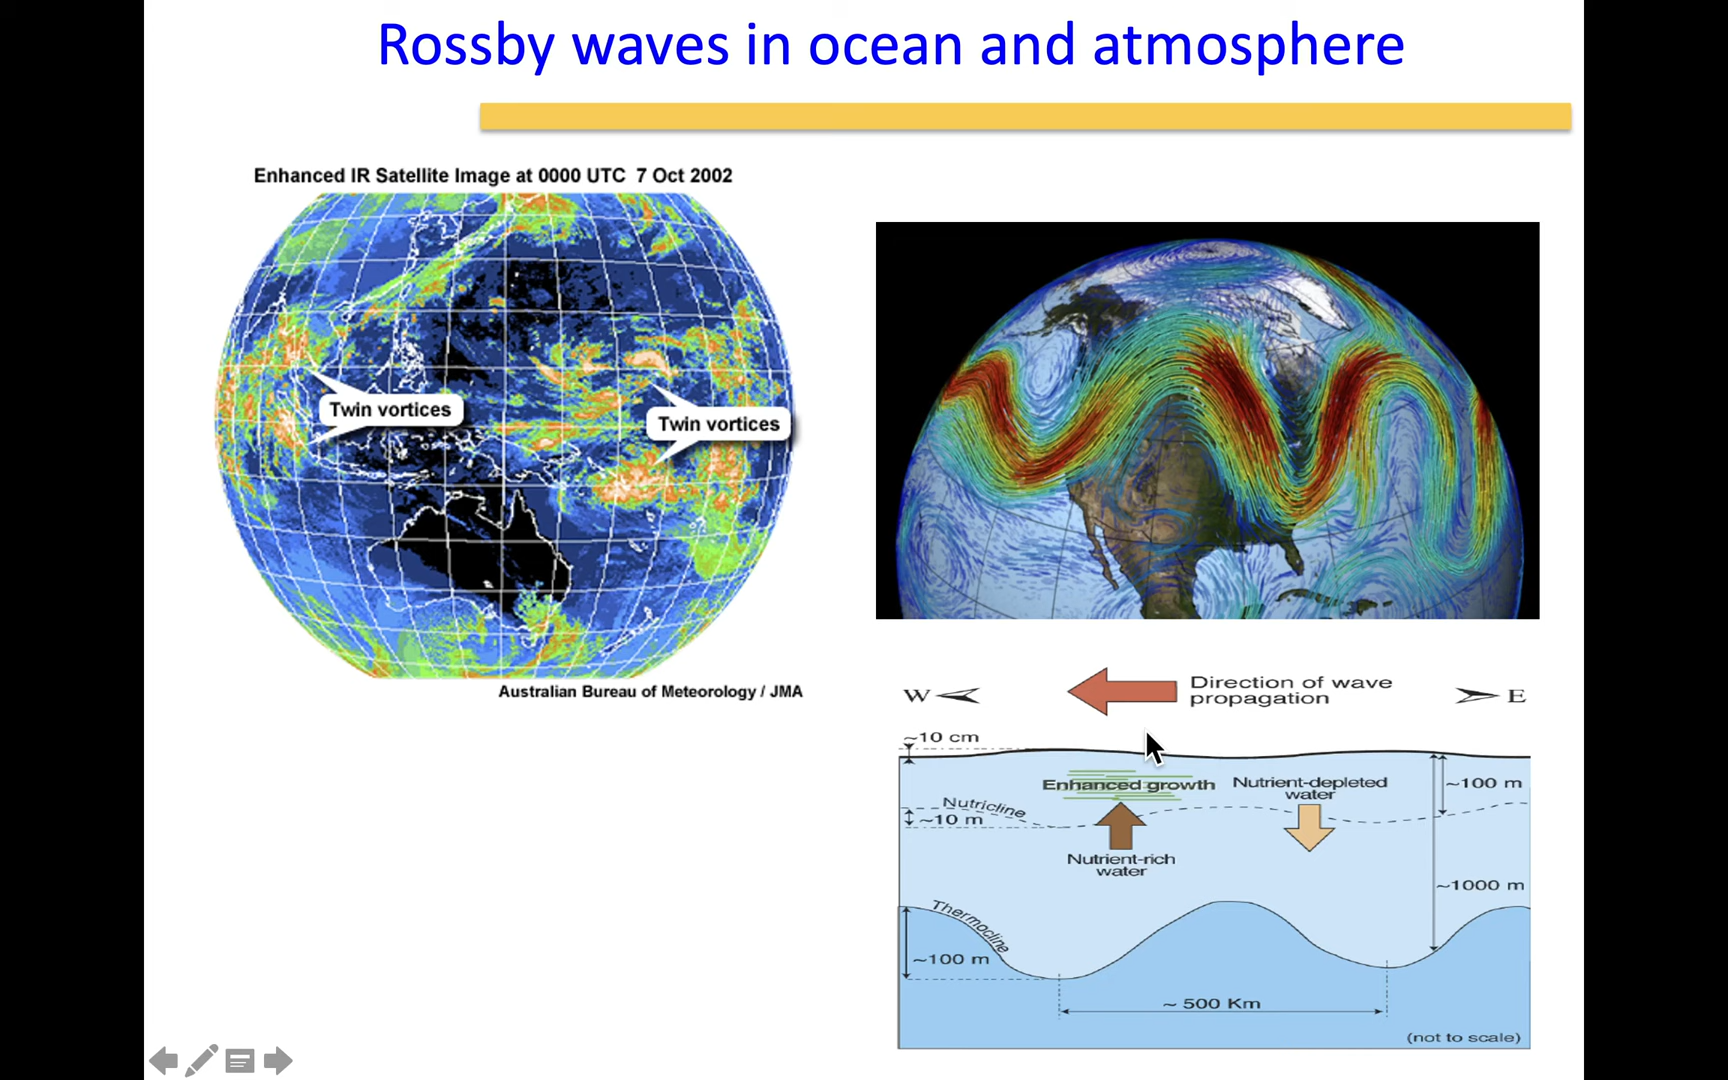 Rossby waves in ocean and atmosphere
Enhanced IR Satellite Image at 0000 UTC 7 Oct 2002
Twin vortices
Twin vortices
Australian Bureau of Meteorology / JMA
W
Direction of wave
propagation
E
~10 cm
Enhanced growth
Nutrient-depleted
water
~100 m
Nutricline
~10 m
Nutrient-rich
water
~1000 m
Thermocline
~100 m
~ 500 Km
(not to scale)